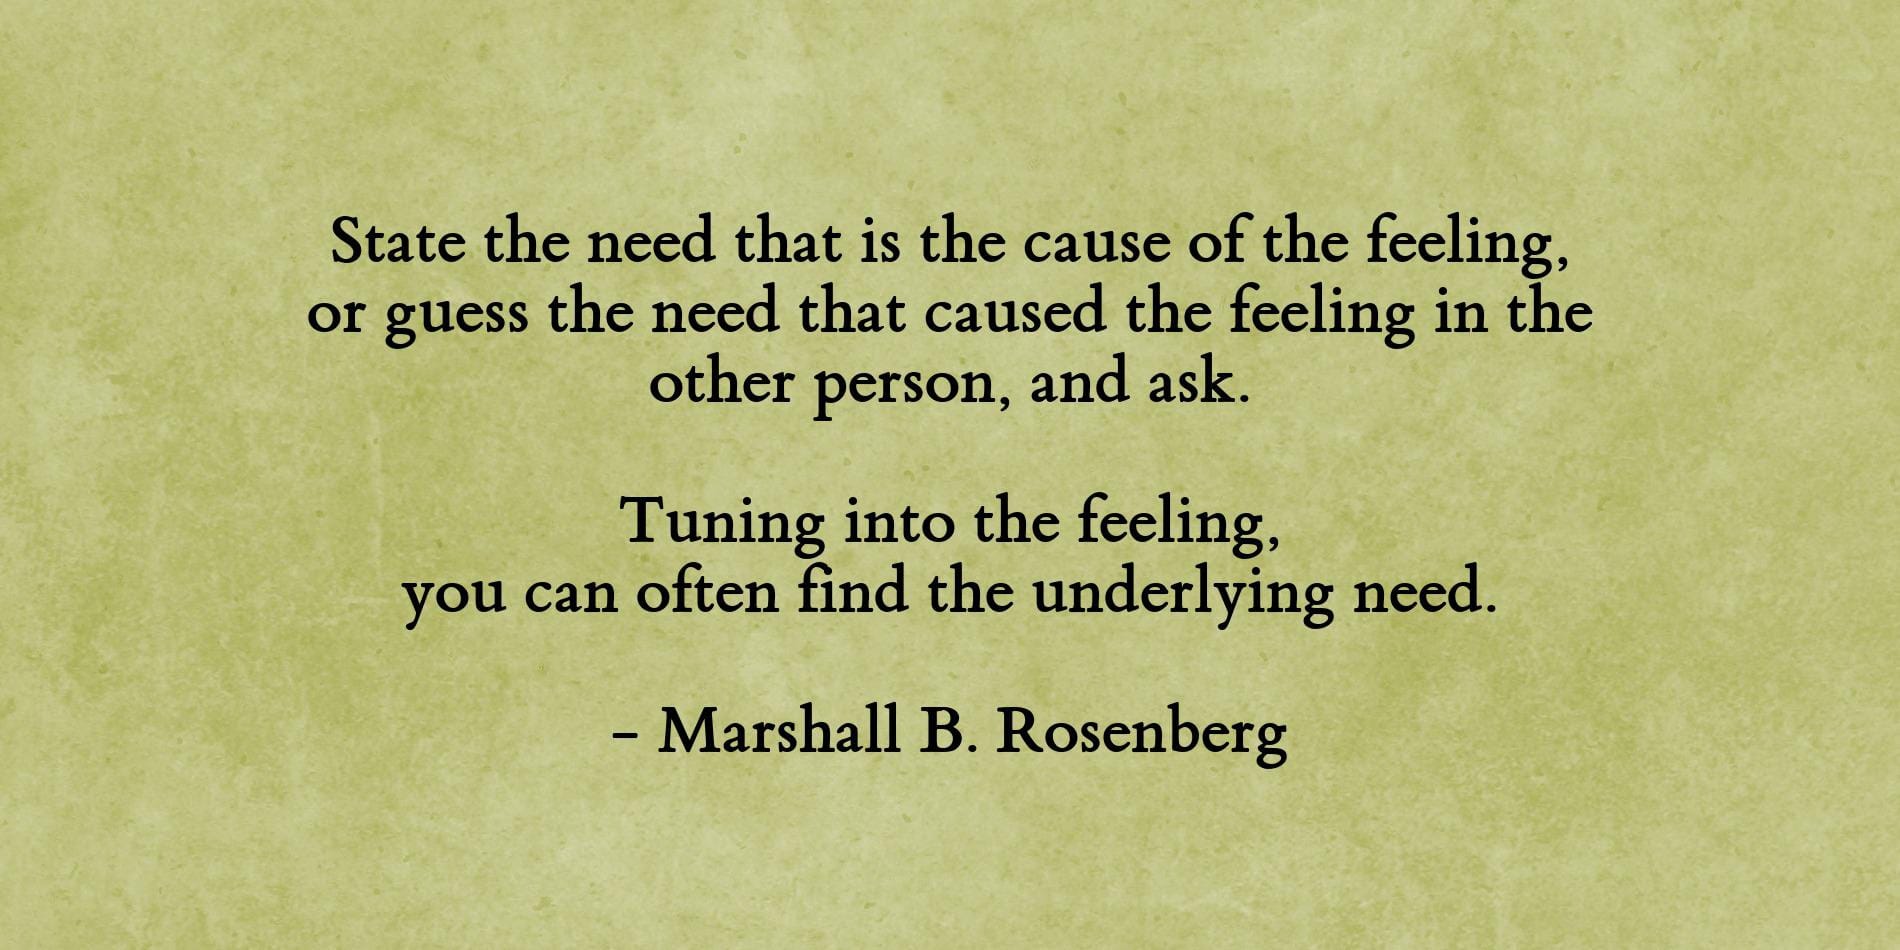 State the need that is the cause of the feeling,
or guess the need that caused the feeling in the
other person, and ask.
Tuning into the feeling,
you can often find the underlying need.
– Marshall B. Rosenberg